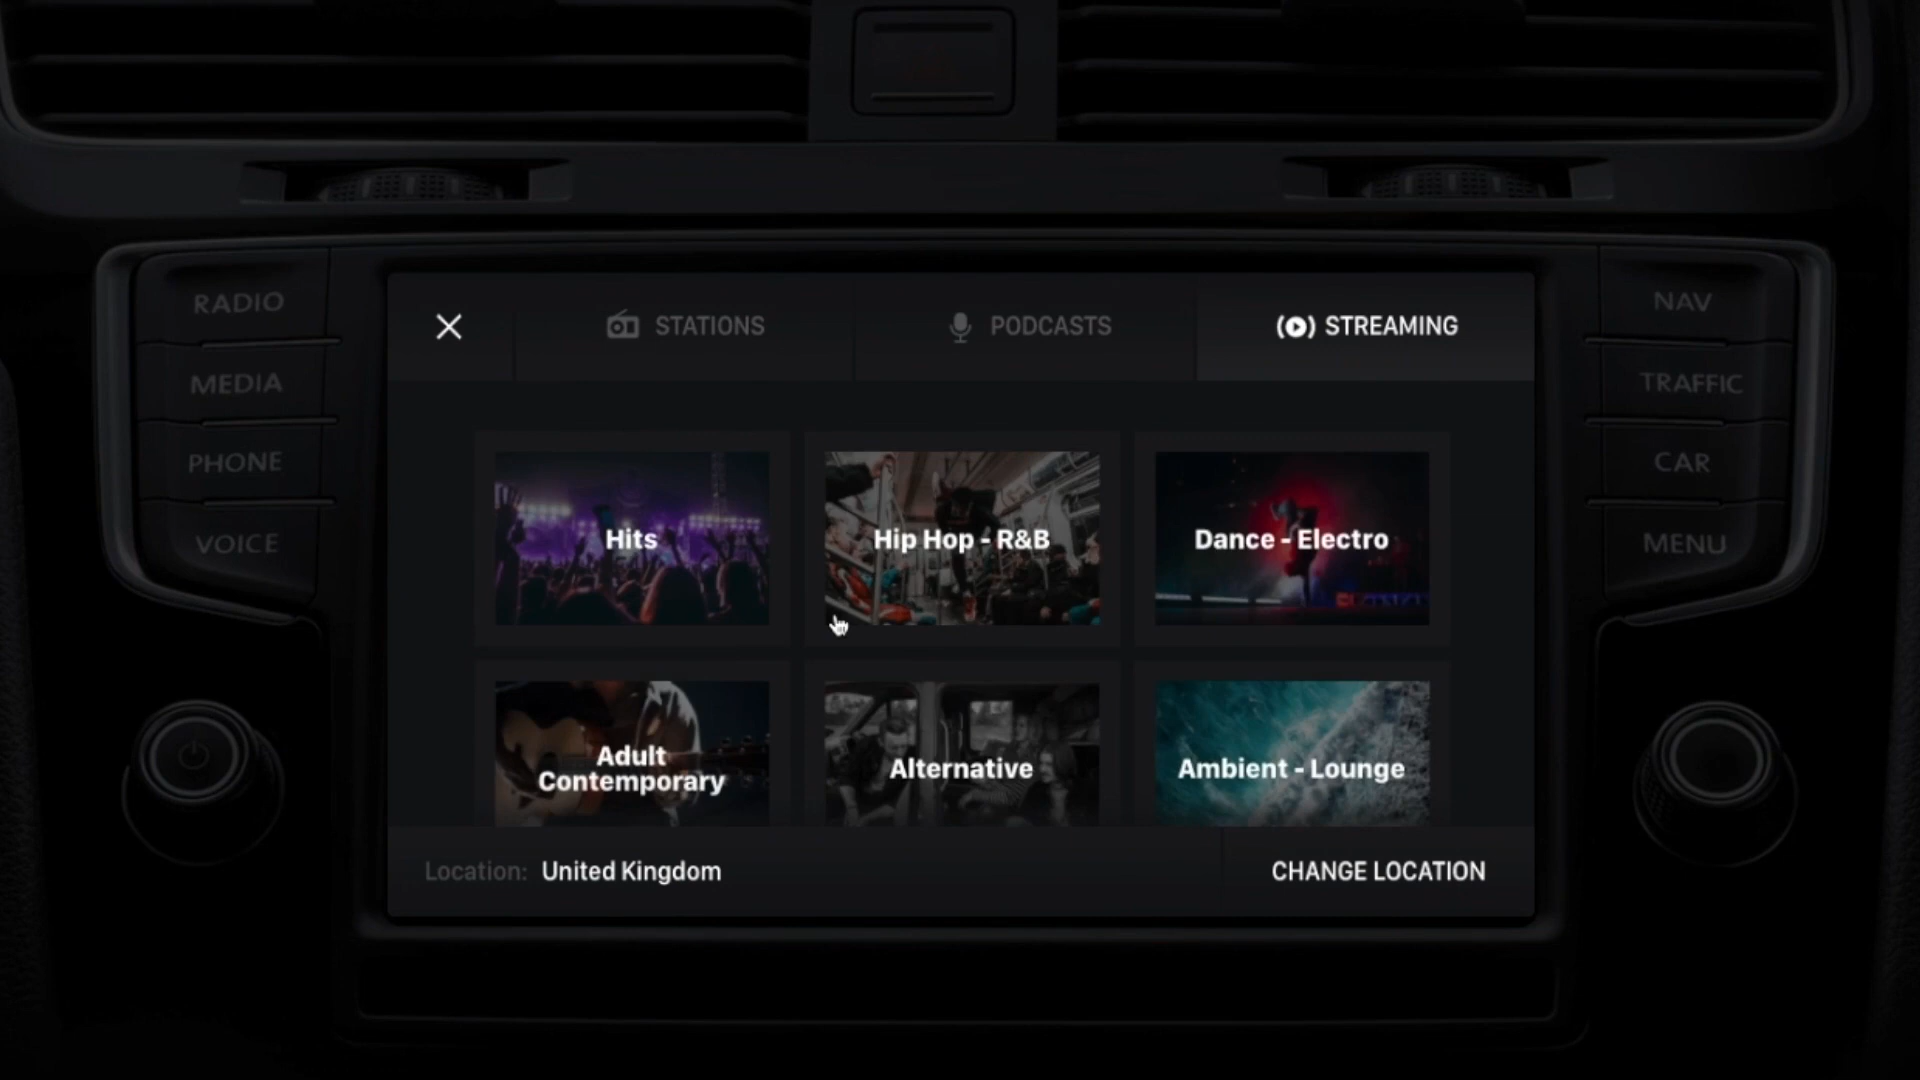 RADIO
MEDIA
PHONE
VOICE
STATIONS
PODCASTS
STREAMING
Hits
Hip Hop - R&B
Dance - Electro
Adult
Contemporary
Alternative
Ambient - Lounge
Location: United Kingdom
CHANGE LOCATION
NAV
TRAFFIC
CAR
MENU